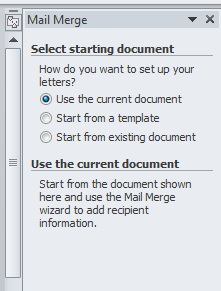 Mail Merge
Select starting document
How do you want to set up your
letters?
Use the current document
Start from a template
Start from existing document
Use the current document
Start from the document shown
here and use the Mail Merge
wizard to add recipient
information.